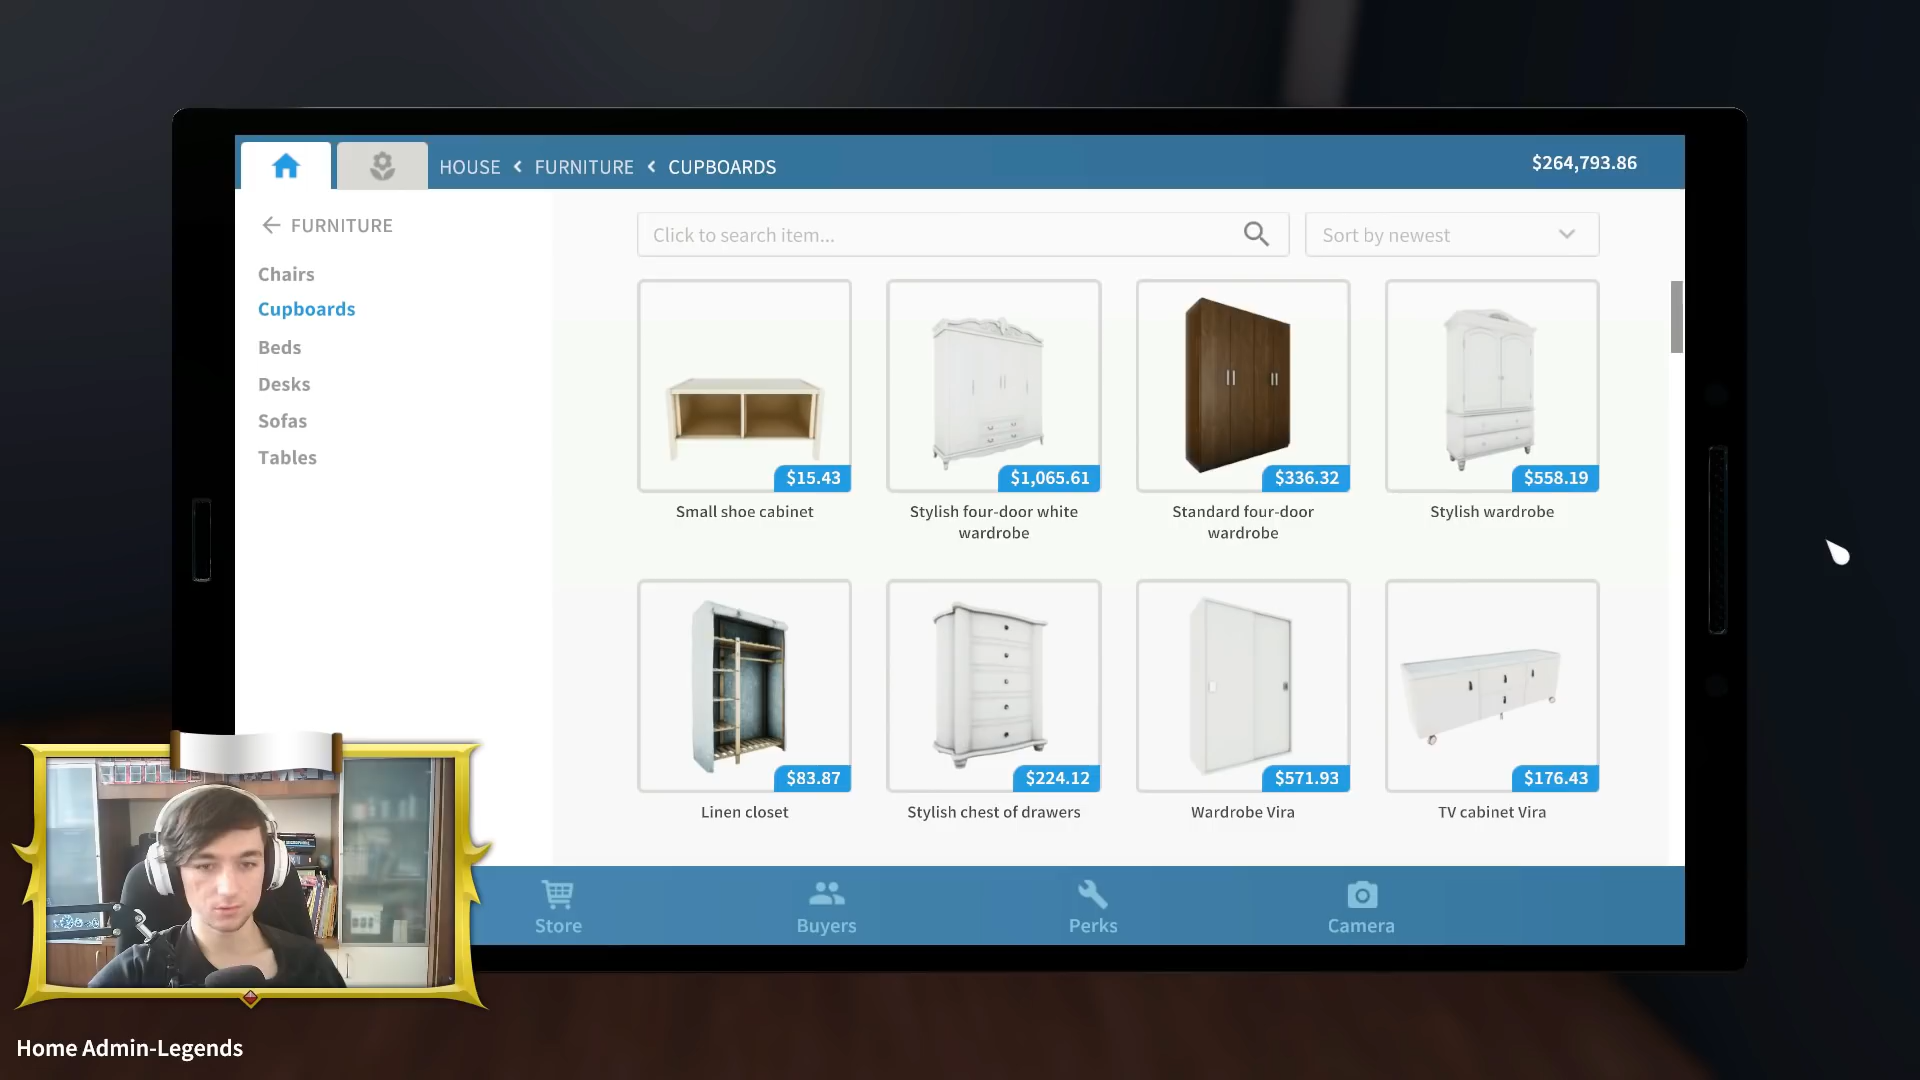 HOUSE < FURNITURE < CUPBOARDS
$264,793.86
FURNITURE
Click to search item...
Sort by newest
Chairs
Cupboards
Beds
Desks
Sofas
Tables
$15.43
$1,065.61
$336.32
$558.19
Small shoe cabinet
Stylish four-door white
wardrobe
Standard four-door
wardrobe
Stylish wardrobe
$83.87
$224.12
$571.93
$176.43
Linen closet
Stylish chest of drawers
Wardrobe Vira
TV cabinet Vira
Store
Buyers
Perks
Camera
Home Admin-Legends